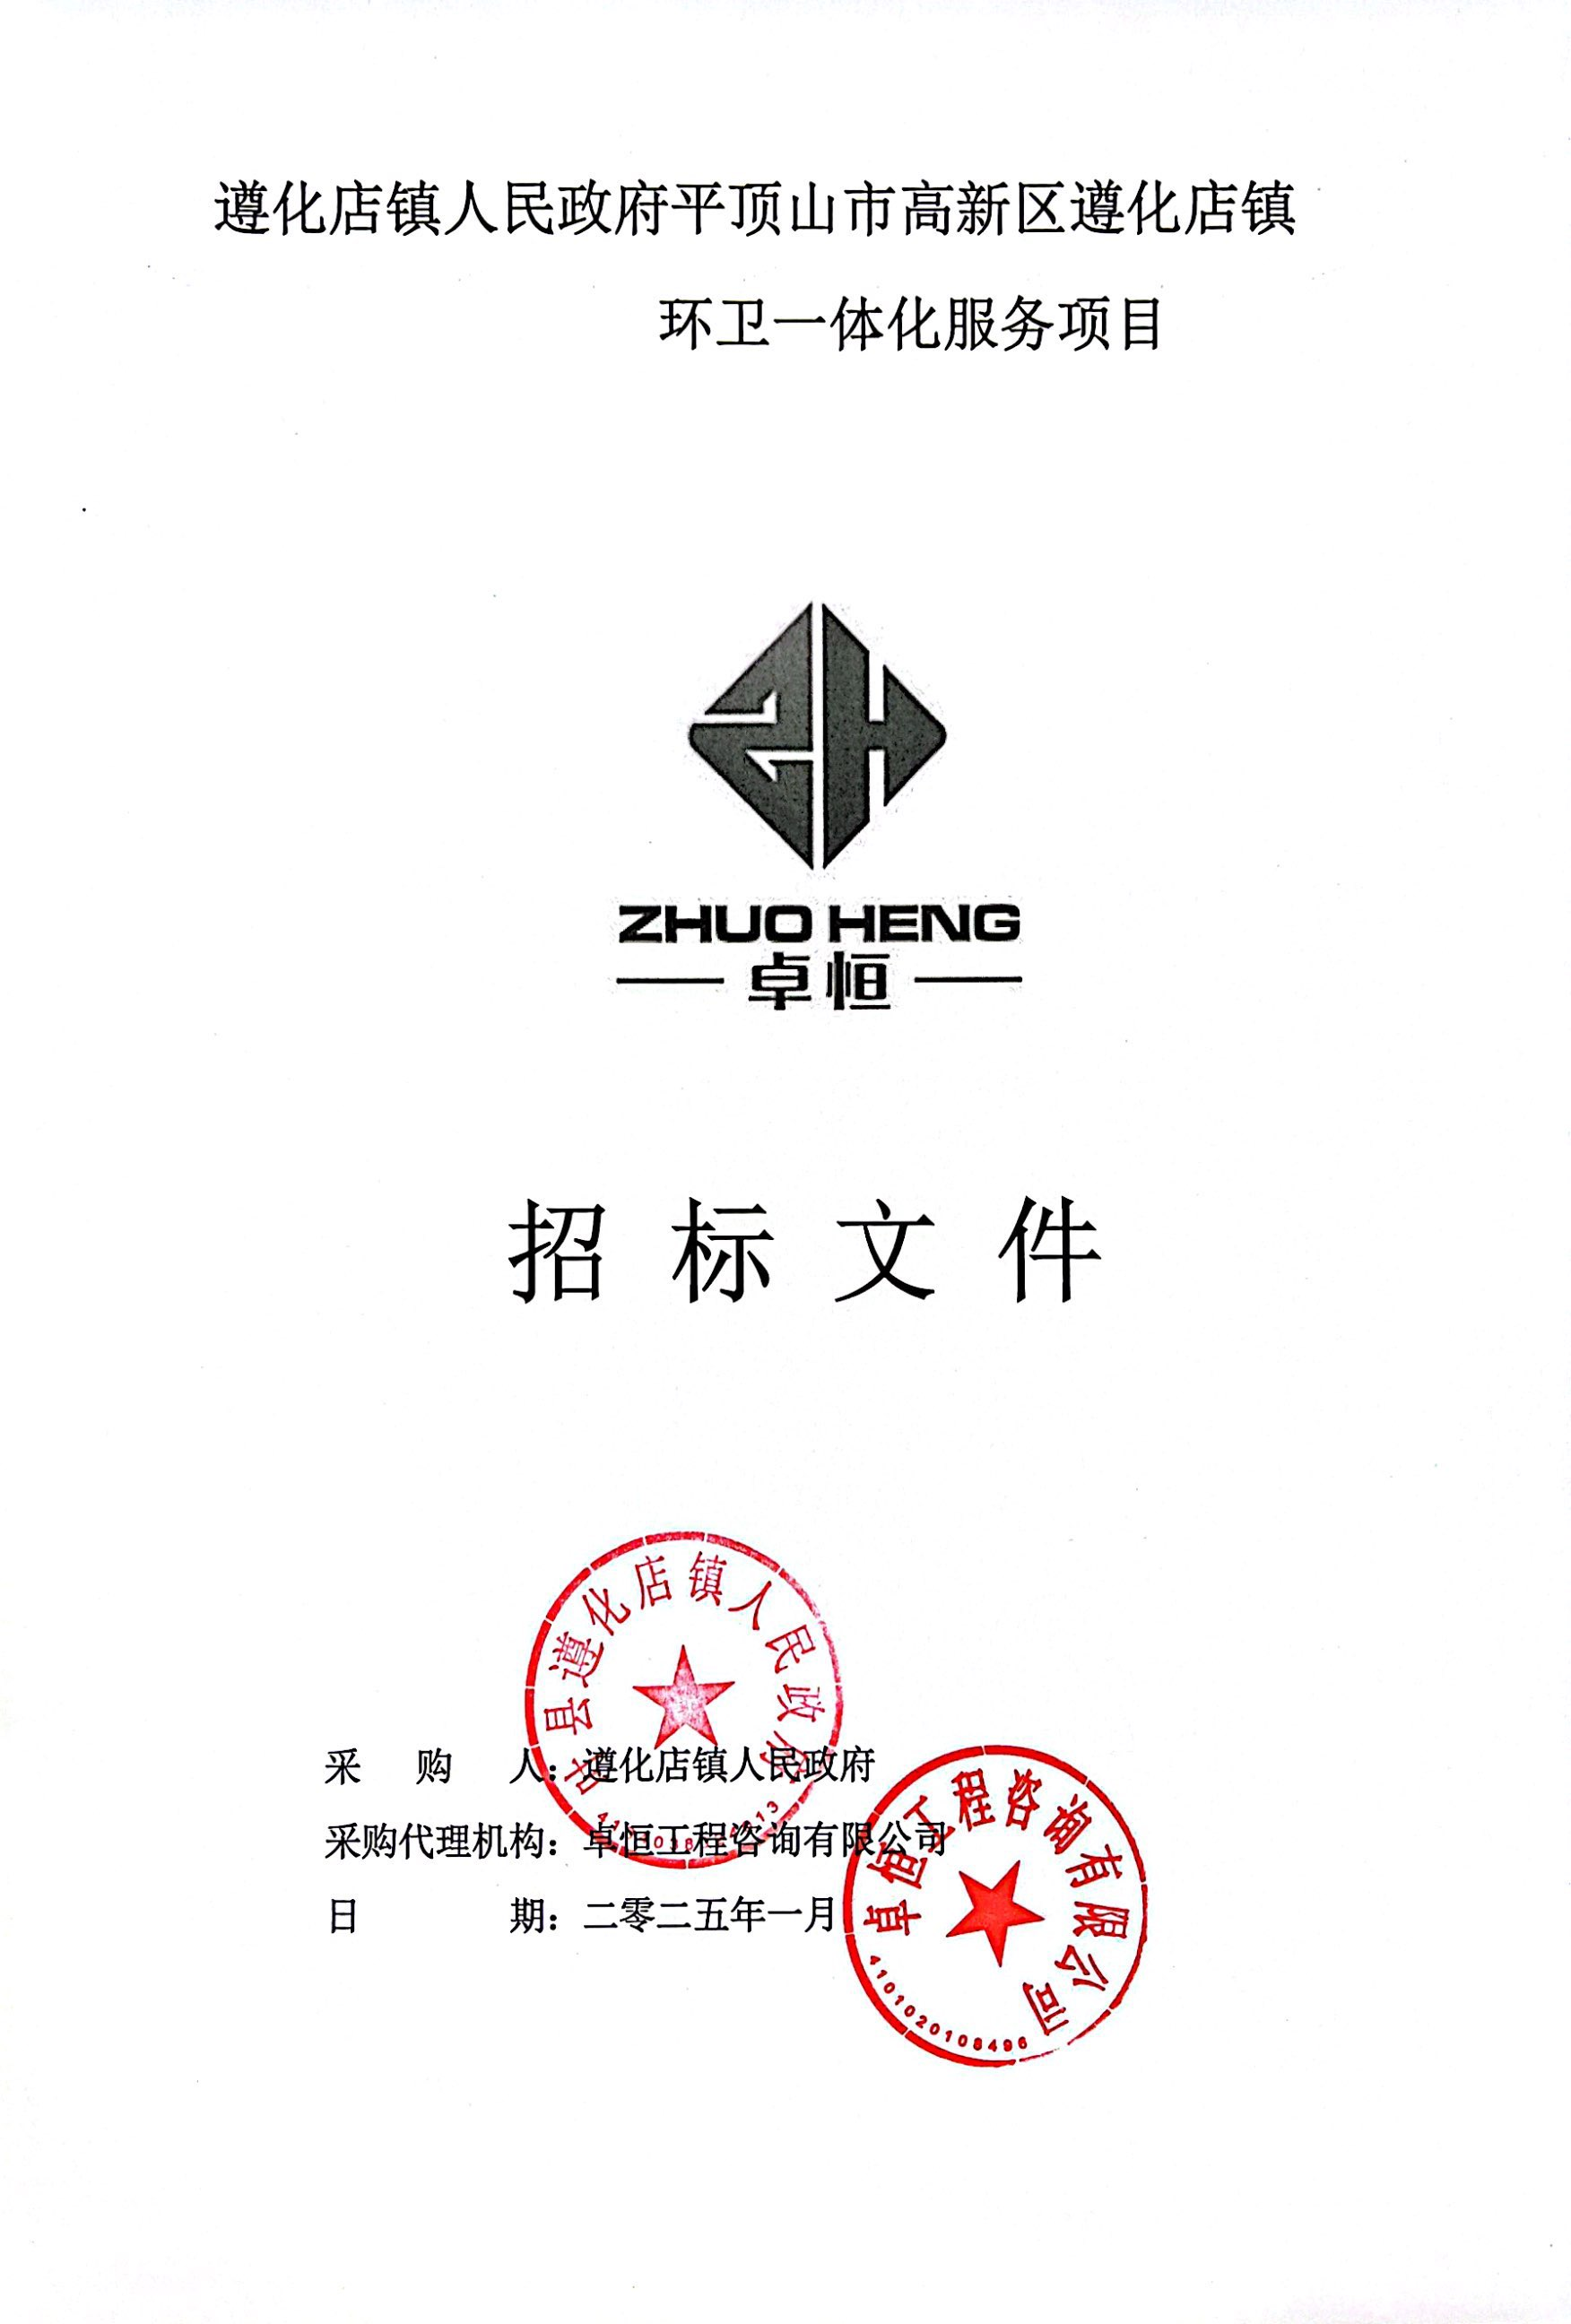 遵化店镇人民政府平顶山市高新区遵化店镇
环卫一体化服务项目
ZH
ZHUO HENG
卓恒
招标文件
叶县遵化店镇人民政府
采购人：遵化店镇人民政府
采购代理机构：卓恒工程咨询有限公司
日期：二零二五年一月
卓恒工程咨询有限公司
4101020108496